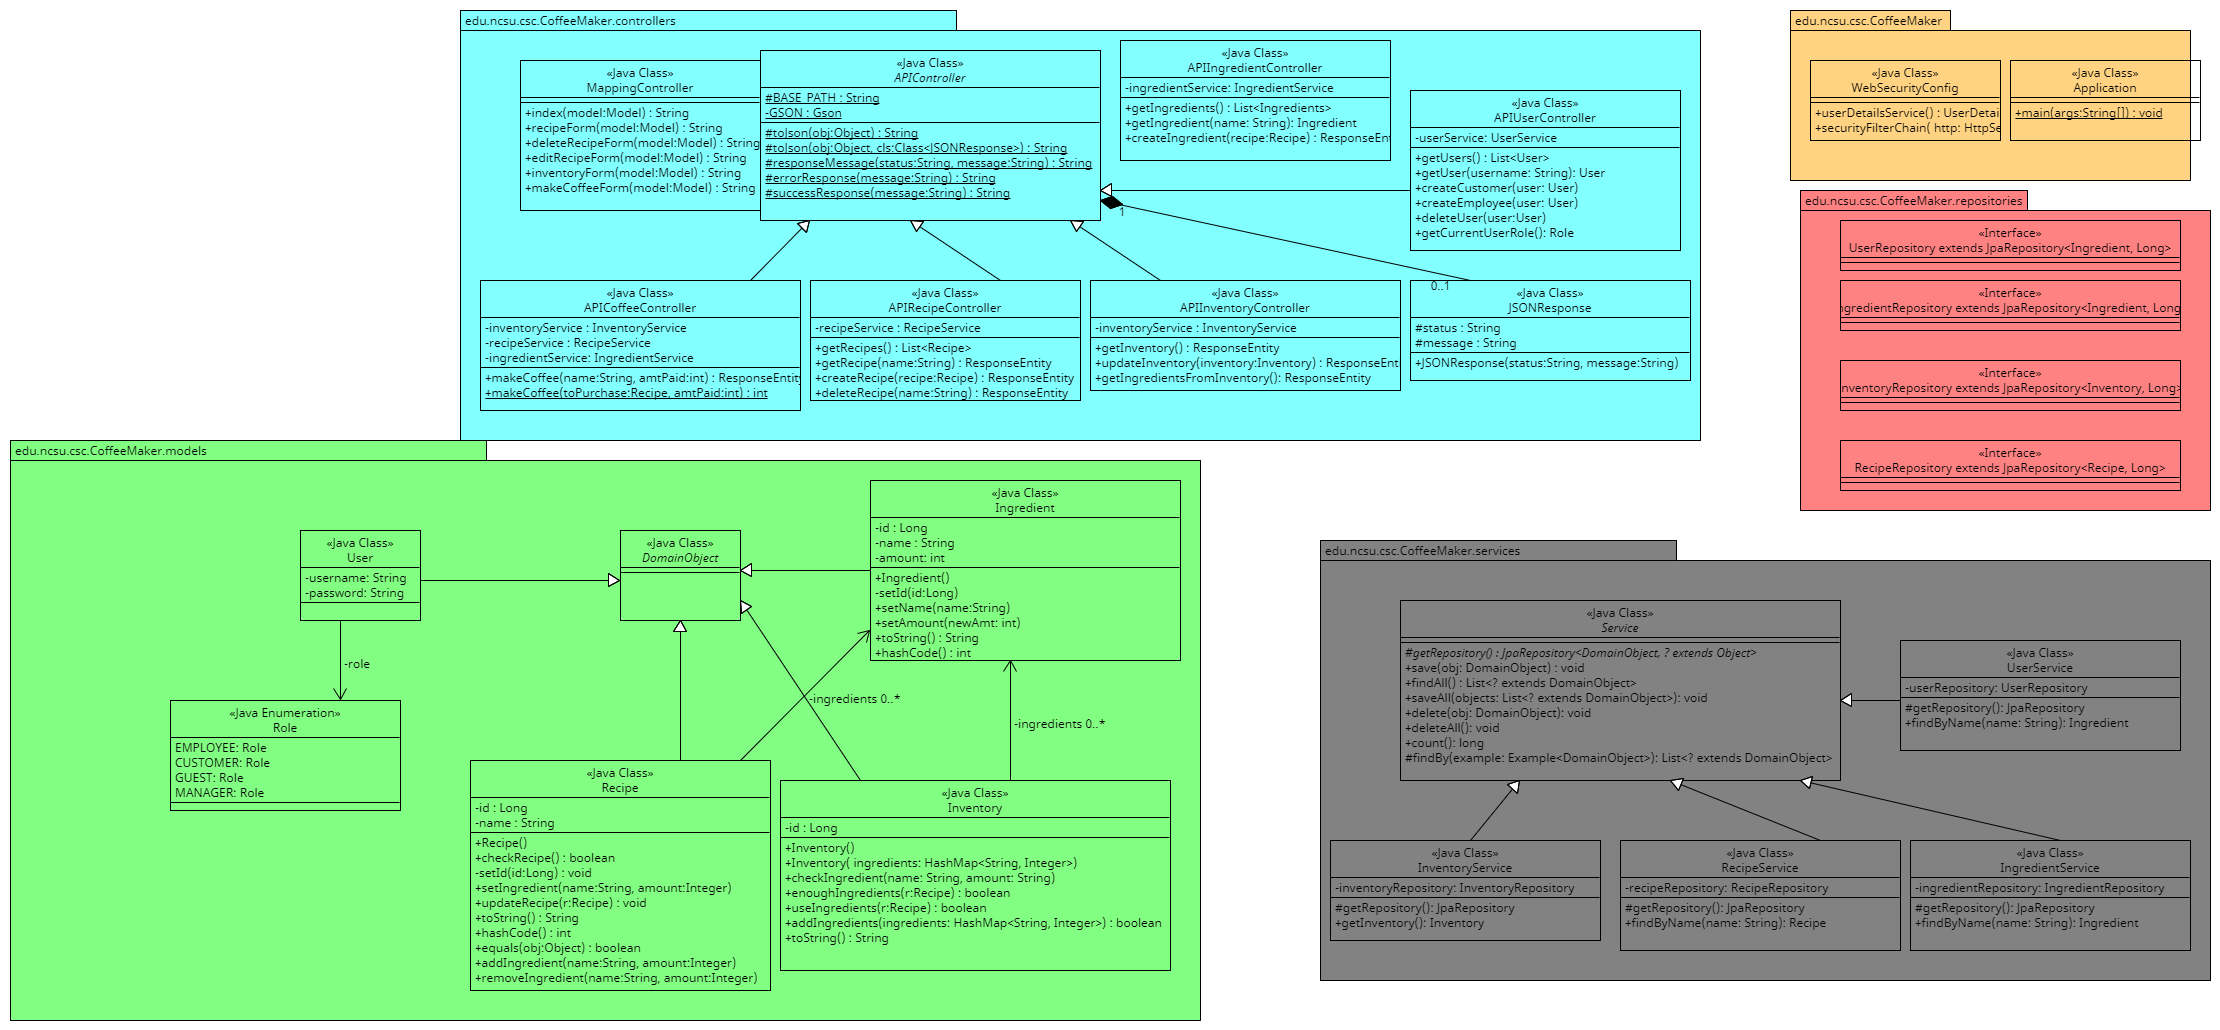 edu.ncsu.csc.CoffeeMaker.controllers
«Java Class»
MappingController
+index(model:Model) : String
+recipeForm(model:Model) : String
+deleteRecipeForm(model:Model) : String
+editRecipeForm(model:Model) : String
+inventoryForm(model:Model) : String
+makeCoffeeForm(model:Model) : String
«Java Class»
APIController
#BASE_PATH : String
-GSON : Gson
#toJson(obj:Object) : String
#toJson(obj:Object, cls:Class<JSONResponse>) : String
#responseMessage(status:String, message:String) : String
#errorResponse(message:String) : String
#successResponse(message:String) : String
«Java Class»
APIIngredientController
-ingredientService: IngredientService
+getIngredients() : List<Ingredients>
+getIngredient(name: String): Ingredient
+createIngredient(recipe:Recipe) : ResponseEnti
«Java Class»
APIUserController
-userService: UserService
+getUsers() : List<User>
+getUser(username: String): User
+createCustomer(user: User)
+createEmployee(user: User)
+deleteUser(user:User)
+getCurrentUserRole(): Role
1
0..1
«Java Class»
APICoffeeController
-inventoryService : InventoryService
-recipeService : RecipeService
-ingredientService: IngredientService
+makeCoffee(name:String, amtPaid:int) : ResponseEntity
+makeCoffee(toPurchase:Recipe, amtPaid:int) : int
«Java Class»
APIRecipeController
-recipeService : RecipeService
+getRecipes() : List<Recipe>
+getRecipe(name:String) : ResponseEntity
+createRecipe(recipe:Recipe) : ResponseEntity
+deleteRecipe(name:String) : ResponseEntity
«Java Class»
APIInventoryController
-inventoryService : InventoryService
+getInventory() : ResponseEntity
+updateInventory(inventory:Inventory) : ResponseEnti
+getIngredientsFromInventory(): ResponseEntity
«Java Class»
JSONResponse
#status : String
#message : String
+JSONResponse(status:String, message:String)
edu.ncsu.csc.CoffeeMaker
«Java Class»
WebSecurityConfig
+userDetailsService() : UserDetai
+securityFilterChain( http: HttpSe
«Java Class»
Application
+main(args:String[]) : void
edu.ncsu.csc.CoffeeMaker.repositories
«Interface»
UserRepository extends JpaRepository<Ingredient, Long>
«Interface»
ngredientRepository extends JpaRepository<Ingredient, Long
«Interface»
nventoryRepository extends JpaRepository<Inventory, Long>
«Interface»
RecipeRepository extends JpaRepository<Recipe, Long>
edu.ncsu.csc.CoffeeMaker.models
«Java Class»
User
-username: String
-password: String
-role
«Java Enumeration»
Role
EMPLOYEE: Role
CUSTOMER: Role
GUEST: Role
MANAGER: Role
«Java Class»
DomainObject
«Java Class»
Ingredient
-id : Long
-name : String
-amount: int
+Ingredient()
-setId(id:Long)
+setName(name:String)
+setAmount(newAmt: int)
+toString() : String
+hashCode() : int
-ingredients 0..*
-ingredients 0..*
«Java Class»
Recipe
-id : Long
-name : String
+Recipe()
+checkRecipe() : boolean
-setId(id:Long) : void
+setIngredient(name:String, amount:Integer)
+updateRecipe(r:Recipe) : void
+toString() : String
+hashCode() : int
+equals(obj:Object) : boolean
+addIngredient(name:String, amount:Integer)
+removeIngredient(name:String, amount:Integer)
«Java Class»
Inventory
-id : Long
+Inventory()
+Inventory( ingredients: HashMap<String, Integer>)
+checkIngredient(name: String, amount: String)
+enoughIngredients(r:Recipe) : boolean
+useIngredients(r:Recipe) : boolean
+addIngredients(ingredients: HashMap<String, Integer>) : boolean
+toString() : String
edu.ncsu.csc.CoffeeMaker.services
«Java Class»
Service
#getRepository() : JpaRepository<DomainObject, ? extends Object>
+save(obj: DomainObject) : void
+findAll() : List<? extends DomainObject>
+saveAll(objects: List<? extends DomainObject>): void
+delete(obj: DomainObject): void
+deleteAll(): void
+count(): long
#findBy(example: Example<DomainObject>): List<? extends DomainObject>
«Java Class»
UserService
-userRepository: UserRepository
#getRepository(): JpaRepository
+findByName(name: String): Ingredient
«Java Class»
InventoryService
-inventoryRepository: InventoryRepository
#getRepository(): JpaRepository
+getInventory(): Inventory
«Java Class»
RecipeService
-recipeRepository: RecipeRepository
#getRepository(): JpaRepository
+findByName(name: String): Recipe
«Java Class»
IngredientService
-ingredientRepository: IngredientRepository
#getRepository(): JpaRepository
+findByName(name: String): Ingredient